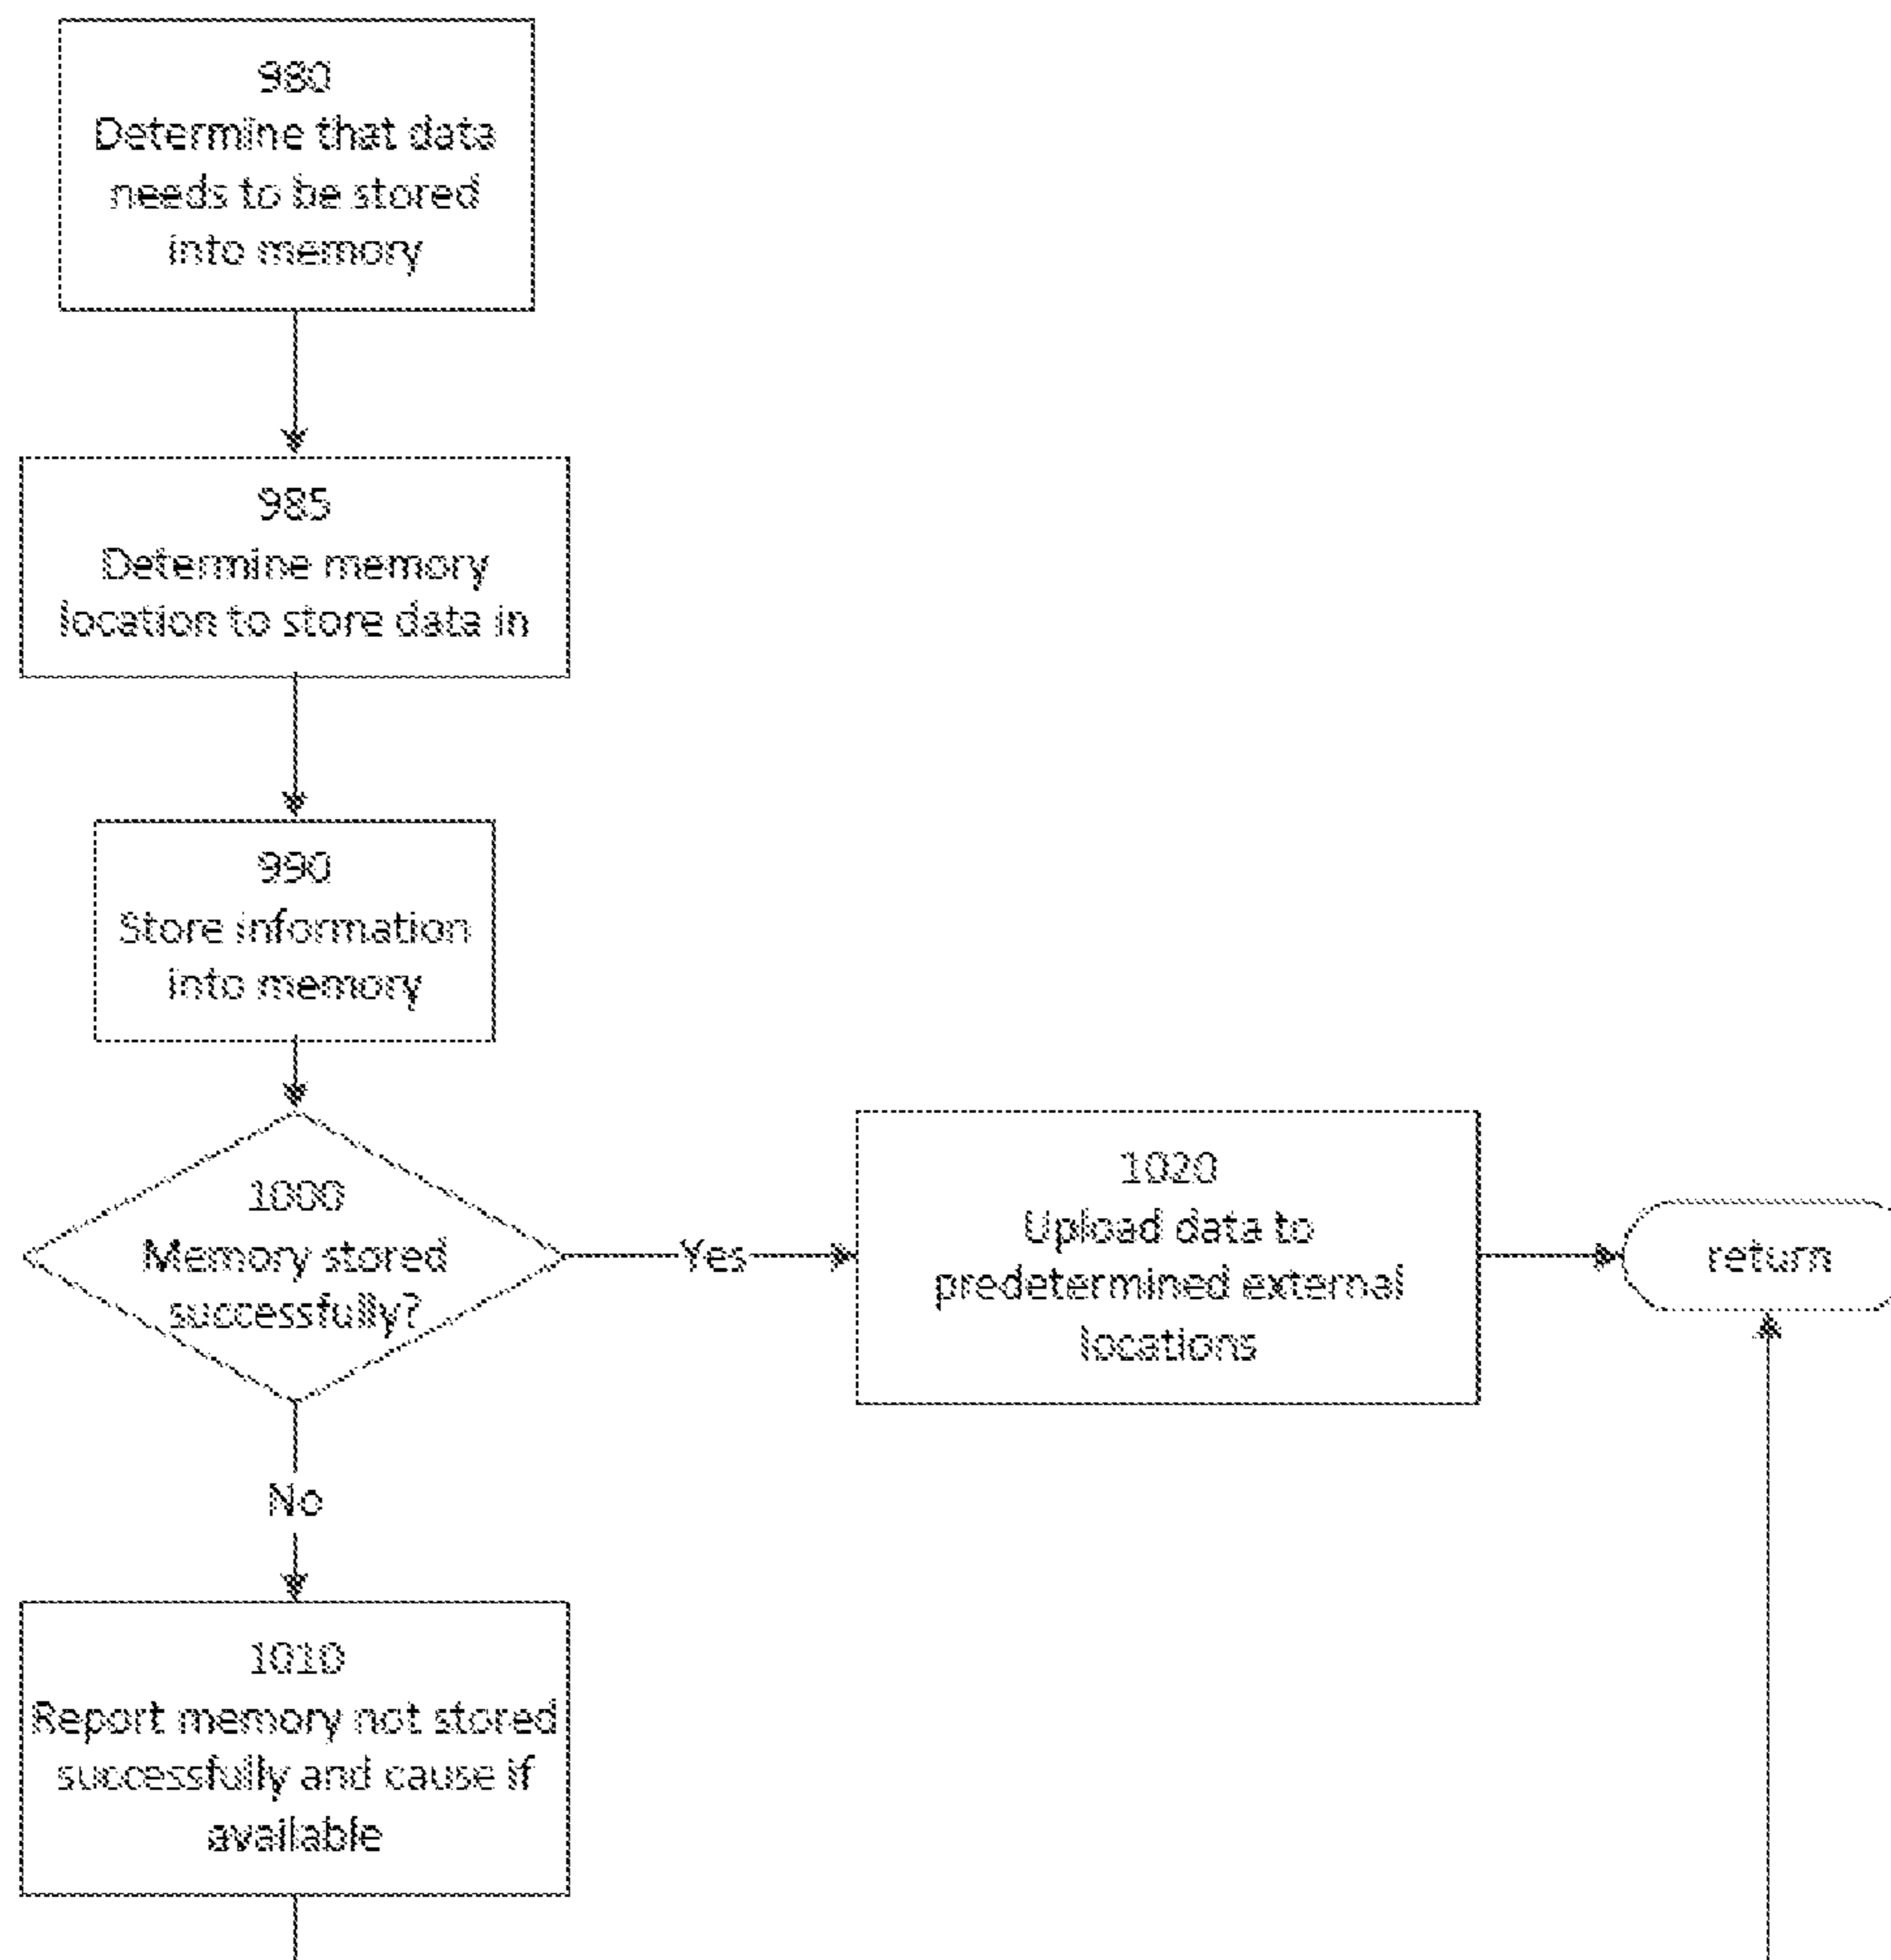 980
Determine that data
needs to be stored
into memory
985
Determine memory
location to store data in
990
Store information
into memory
1000
Memory stored
successfully?
Yes
1020
Upload data to
predetermined external
locations
return
No
1010
Report memory not stored
successfully and cause if
available